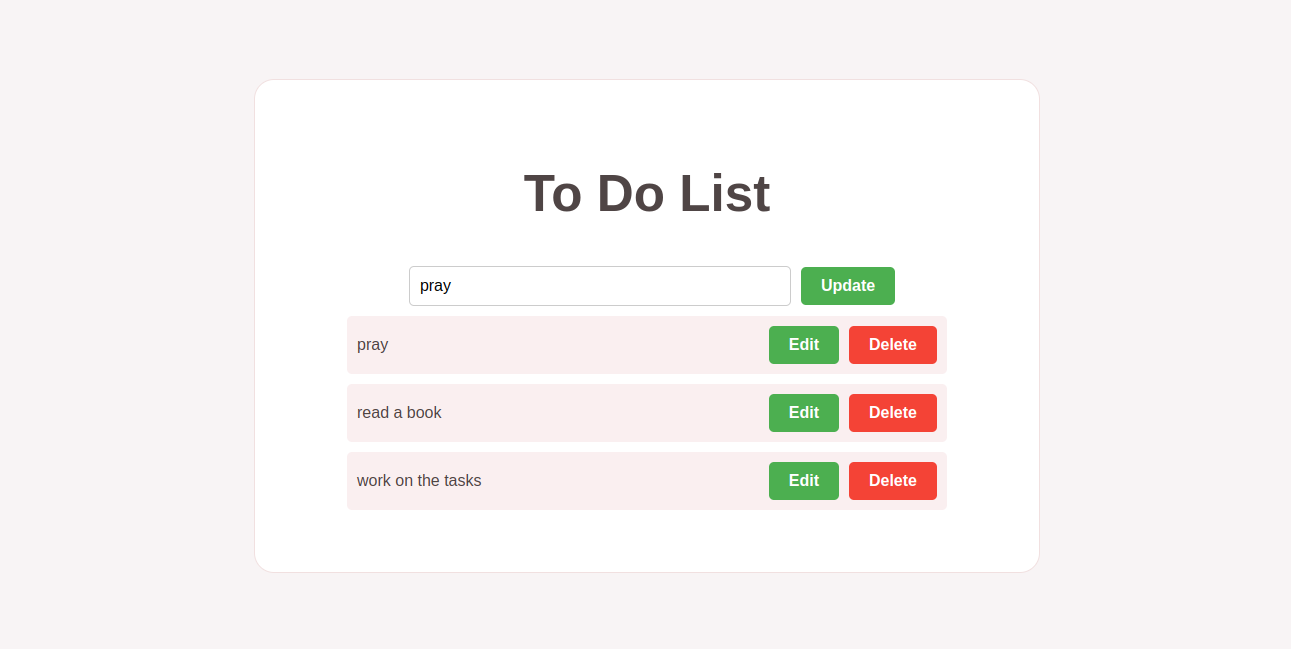 To Do List
pray Update
pray Edit Delete
read a book Edit Delete
work on the tasks Edit Delete